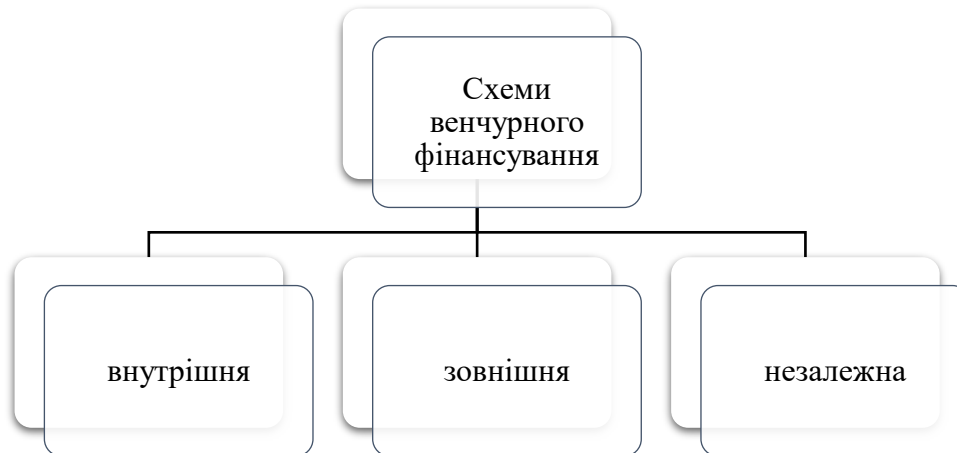 Схеми
венчурного
фінансування
внутрішня
зовнішня
незалежна